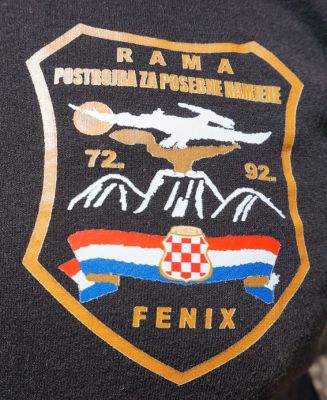 RAMA
POSTROJBA ZA POSEBNE NAMJENE
72. 92.
FENIX